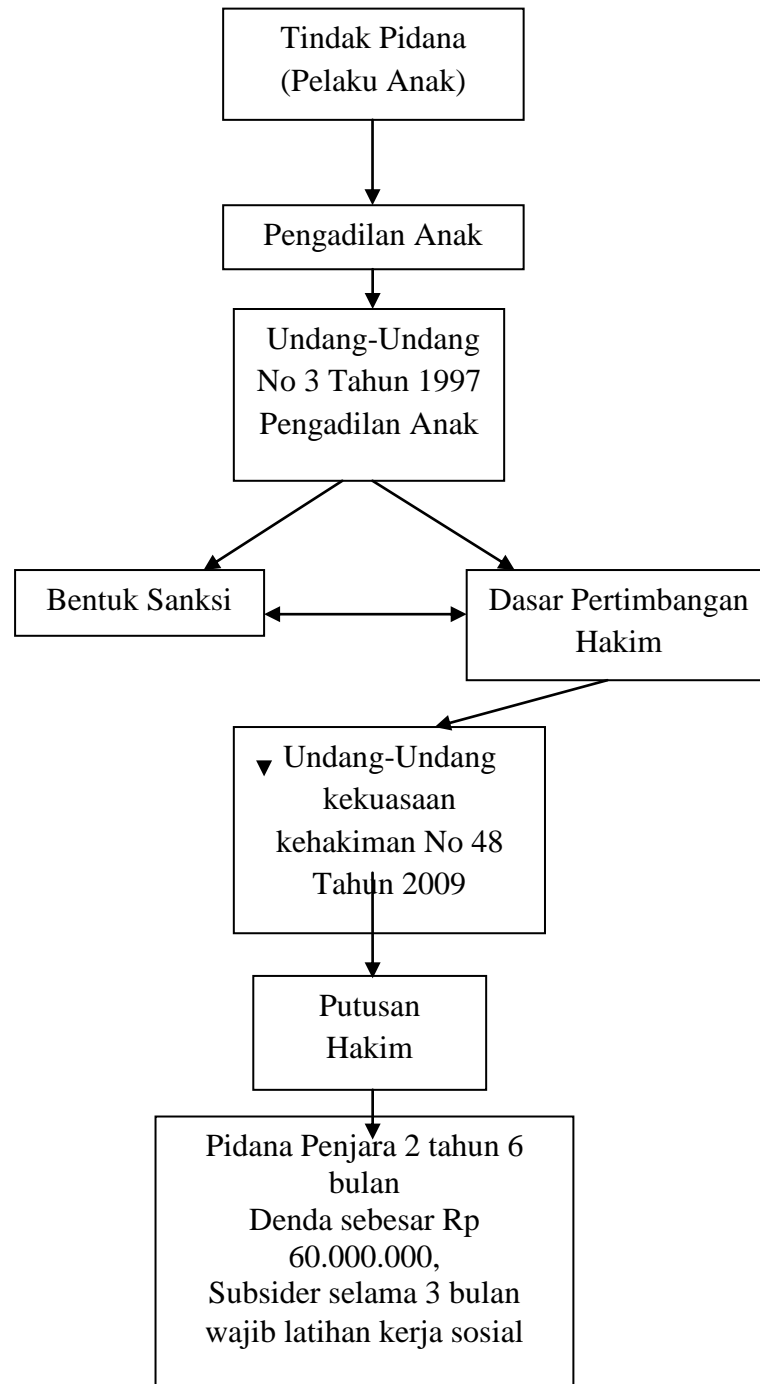 Tindak Pidana
(Pelaku Anak)
Pengadilan Anak
Undang-Undang
No 3 Tahun 1997
Pengadilan Anak
Bentuk Sanksi
Dasar Pertimbangan
Hakim
Undang-Undang
kekuasaan
kehakiman No 48
Tahun 2009
Putusan
Hakim
Pidana Penjara 2 tahun 6
bulan
Denda sebesar Rp
60.000.000,
Subsider selama 3 bulan
wajib latihan kerja sosial